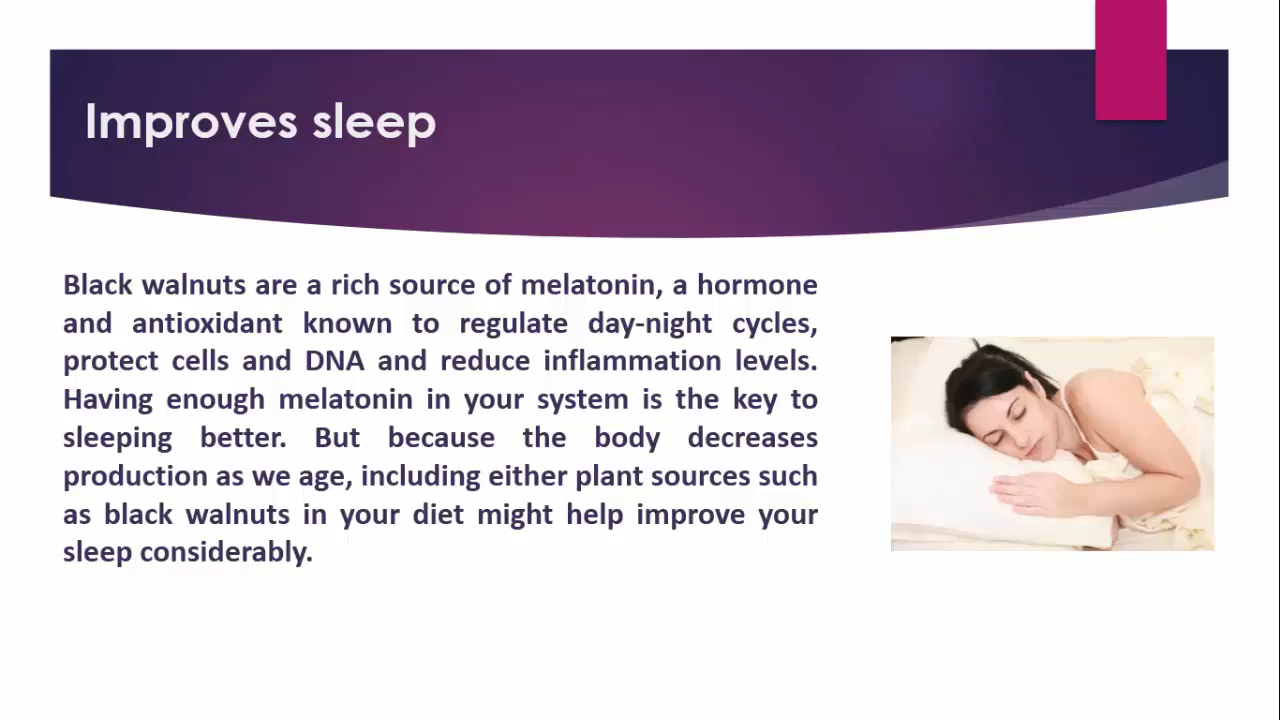 Improves sleep
Black walnuts are a rich source of melatonin, a hormone
and antioxidant known to regulate day-night cycles,
protect cells and DNA and reduce inflammation levels.
Having enough melatonin in your system is the key to
sleeping better. But because the body decreases
production as we age, including either plant sources such
as black walnuts in your diet might help improve your
sleep considerably.